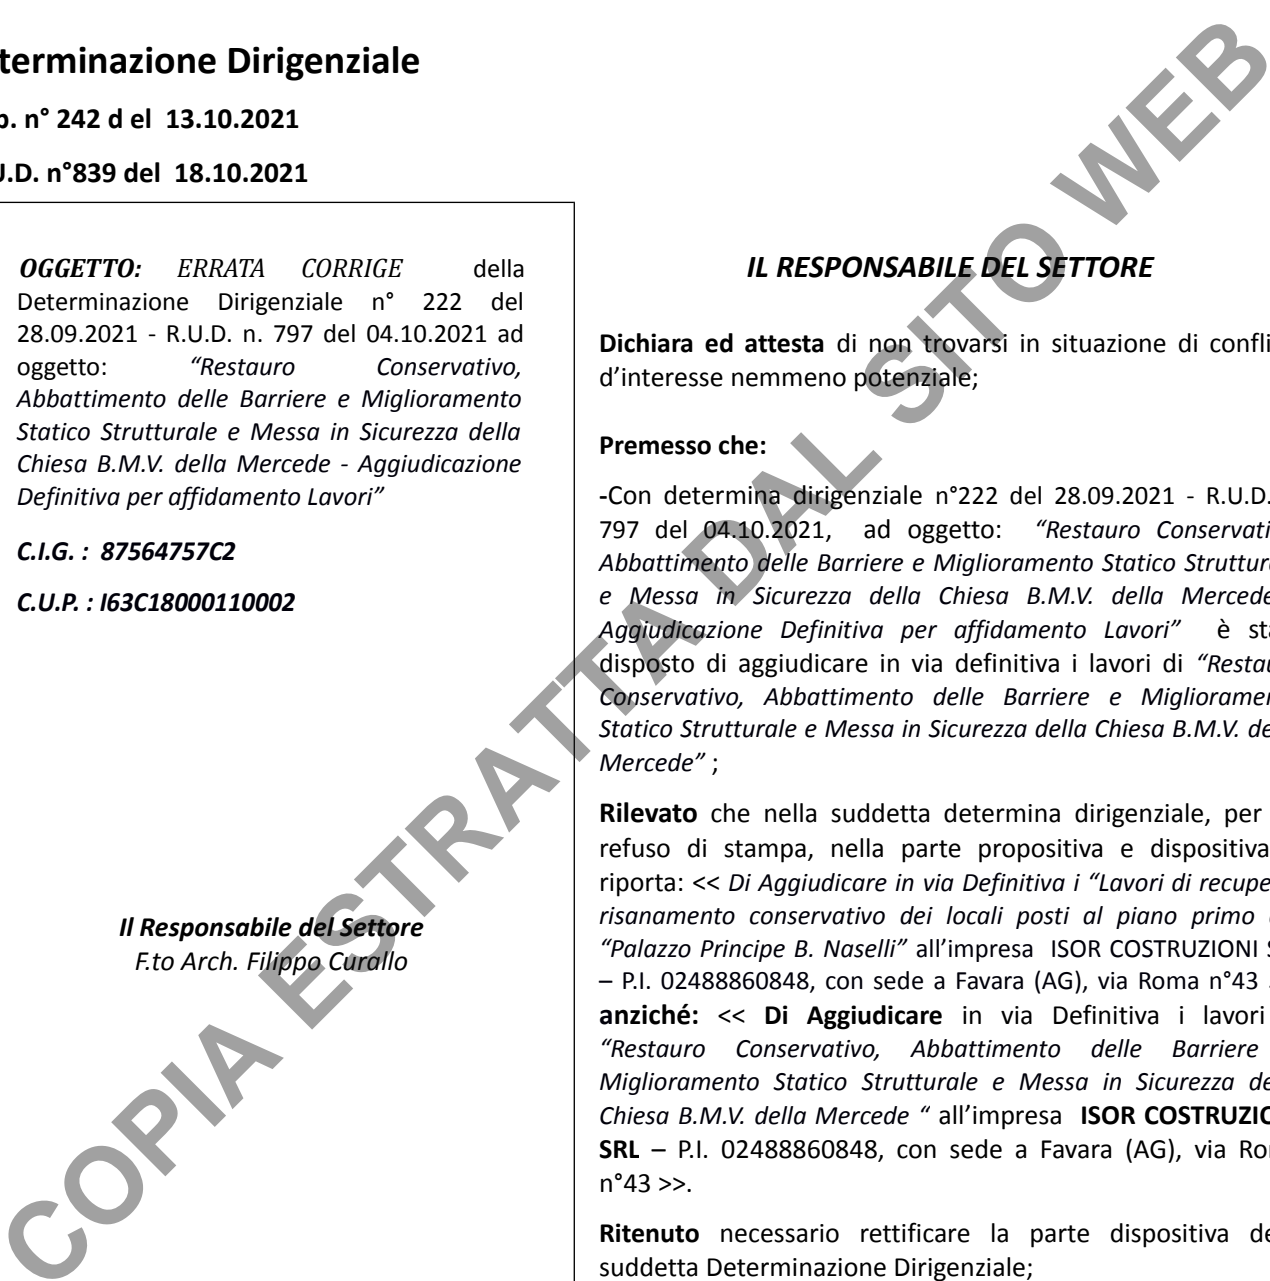 terminazione Dirigenziale
p. n° 242 d el 13.10.2021
U.D. n°839 del 18.10.2021
OGGETTO: ERRATA CORRIGE della
Determinazione Dirigenziale n° 222 del
28.09.2021 - R.U.D. n. 797 del 04.10.2021 ad
oggetto: “Restauro Conservativo,
Abbattimento delle Barriere e Miglioramento
Statico Strutturale e Messa in Sicurezza della
Chiesa B.M.V. della Mercede - Aggiudicazione
Definitiva per affidamento Lavori”
C.I.G. : 87564757C2
C.U.P. : I63C18000110002
Il Responsabile del Settore
F.to Arch. Filippo Curallo
IL RESPONSABILE DEL SETTORE
Dichiara ed attesta di non trovarsi in situazione di confli
d’interesse nemmeno potenziale;
Premesso che:
-Con determina dirigenziale n°222 del 28.09.2021 - R.U.D.
797 del 04.10.2021, ad oggetto: “Restauro Conservati
Abbattimento delle Barriere e Miglioramento Statico Struttur
e Messa in Sicurezza della Chiesa B.M.V. della Mercede
Aggiudicazione Definitiva per affidamento Lavori” è sta
disposto di aggiudicare in via definitiva i lavori di “Restau
Conservativo, Abbattimento delle Barriere e Miglioramen
Statico Strutturale e Messa in Sicurezza della Chiesa B.M.V. de
Mercede” ;
Rilevato che nella suddetta determina dirigenziale, per
refuso di stampa, nella parte propositiva e dispositiva
riporta: << Di Aggiudicare in via Definitiva i “Lavori di recupe
risanamento conservativo dei locali posti al piano primo
“Palazzo Principe B. Naselli” all’impresa ISOR COSTRUZIONI S
– P.I. 02488860848, con sede a Favara (AG), via Roma n°43
anziché: << Di Aggiudicare in via Definitiva i lavori
“Restauro Conservativo, Abbattimento delle Barriere
Miglioramento Statico Strutturale e Messa in Sicurezza de
Chiesa B.M.V. della Mercede “ all’impresa ISOR COSTRUZIO
SRL – P.I. 02488860848, con sede a Favara (AG), via Ro
n°43 >>.
Ritenuto necessario rettificare la parte dispositiva de
suddetta Determinazione Dirigenziale;
COPIA ESTRATTA DAL SITO WEB